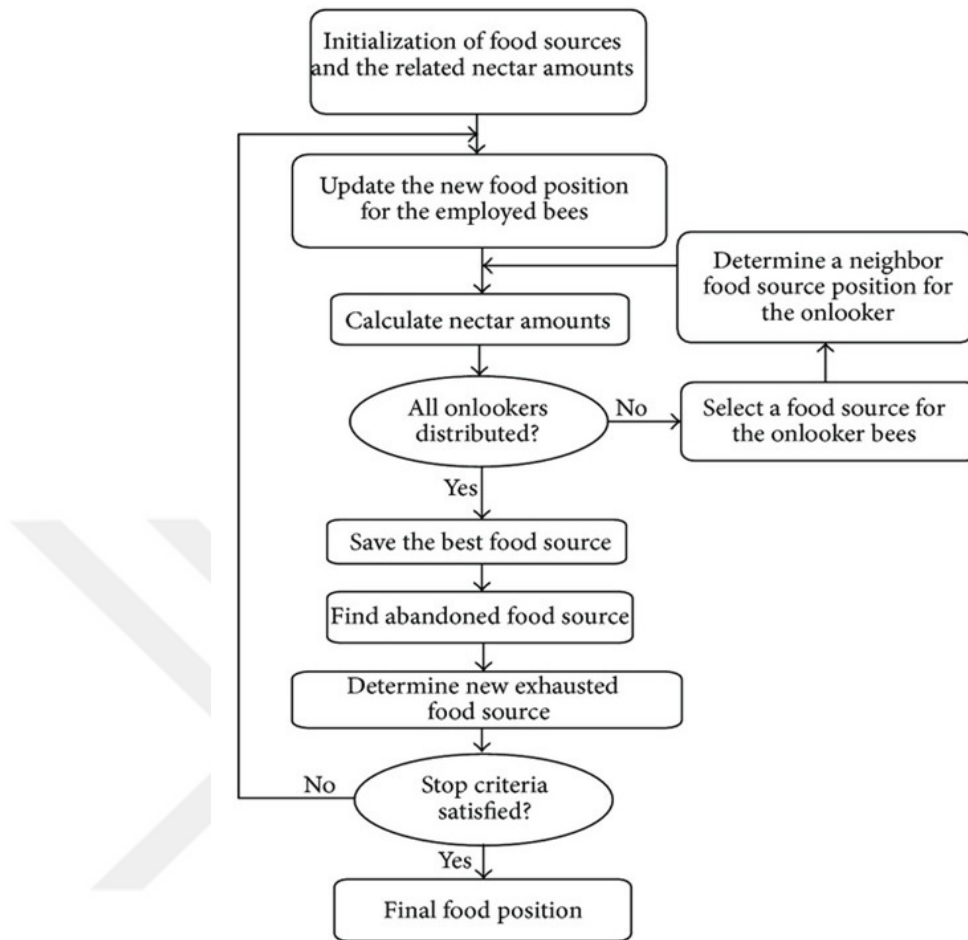 Initialization of food sources
and the related nectar amounts
Update the new food position
for the employed bees
Determine a neighbor
food source position for
the onlooker
Calculate nectar amounts
All onlookers
distributed?
No
Select a food source for
the onlooker bees
Yes
Save the best food source
Find abandoned food source
Determine new exhausted
food source
No
Stop criteria
satisfied?
Yes
Final food position